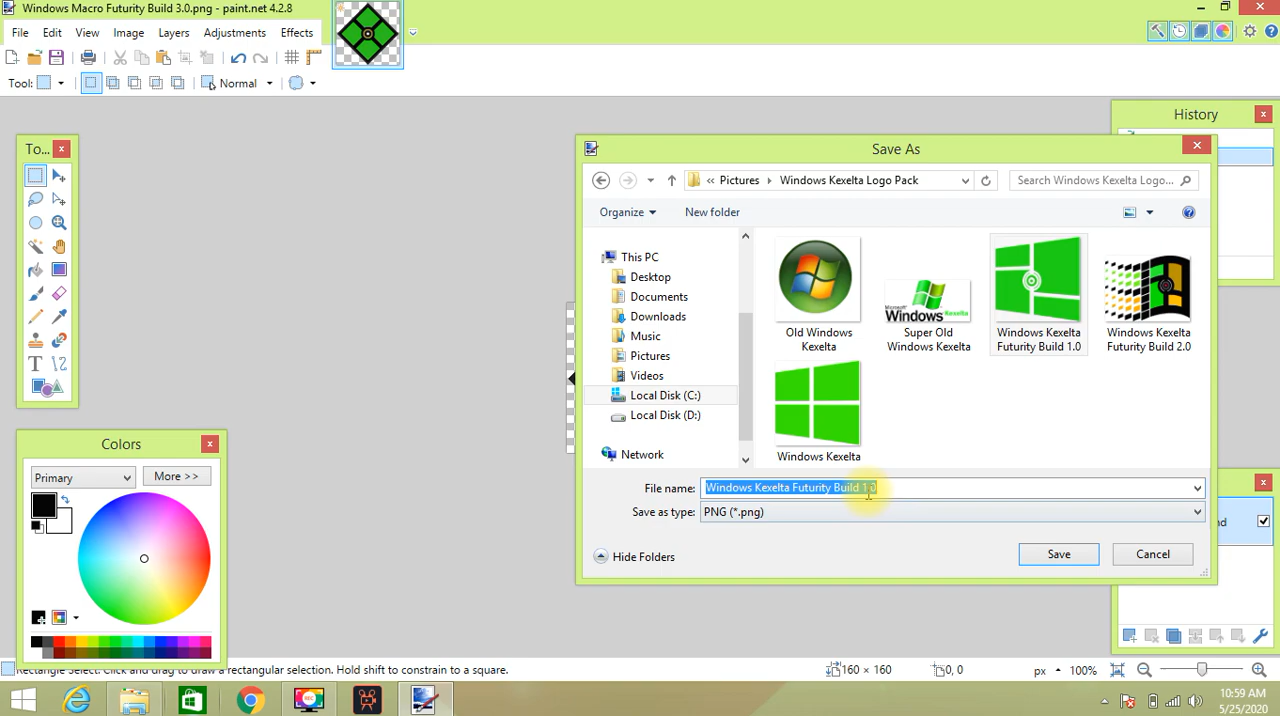 Windows Macro Futurity Build 3.0.png - paint.net 4.2.8
File Edit View Image Layers Adjustments Effects
Tool: Normal
To...
History
Save As
« Pictures Windows Kexelta Logo Pack
Search Windows Kexelta Logo...
Organize New folder
This PC
Desktop
Documents
Downloads
Music
Pictures
Videos
Local Disk (C:)
Local Disk (D:)
Network
Old Windows
Kexelta
Microsoft
Windows Kexelta
Super Old
Windows Kexelta
Windows Kexelta
Futurity Build 1.0
Windows Kexelta
Futurity Build 2.0
Windows Kexelta
File name: Windows Kexelta Futurity Build 1.0
Save as type: PNG (*.png)
Hide Folders
Save Cancel
Colors
Primary More >>
nd
Rectangle Select: Click and drag to draw a rectangular selection. Hold shift to constrain to a square.
160 × 160 0, 0 px 100%
REC
10:59 AM
5/25/2020